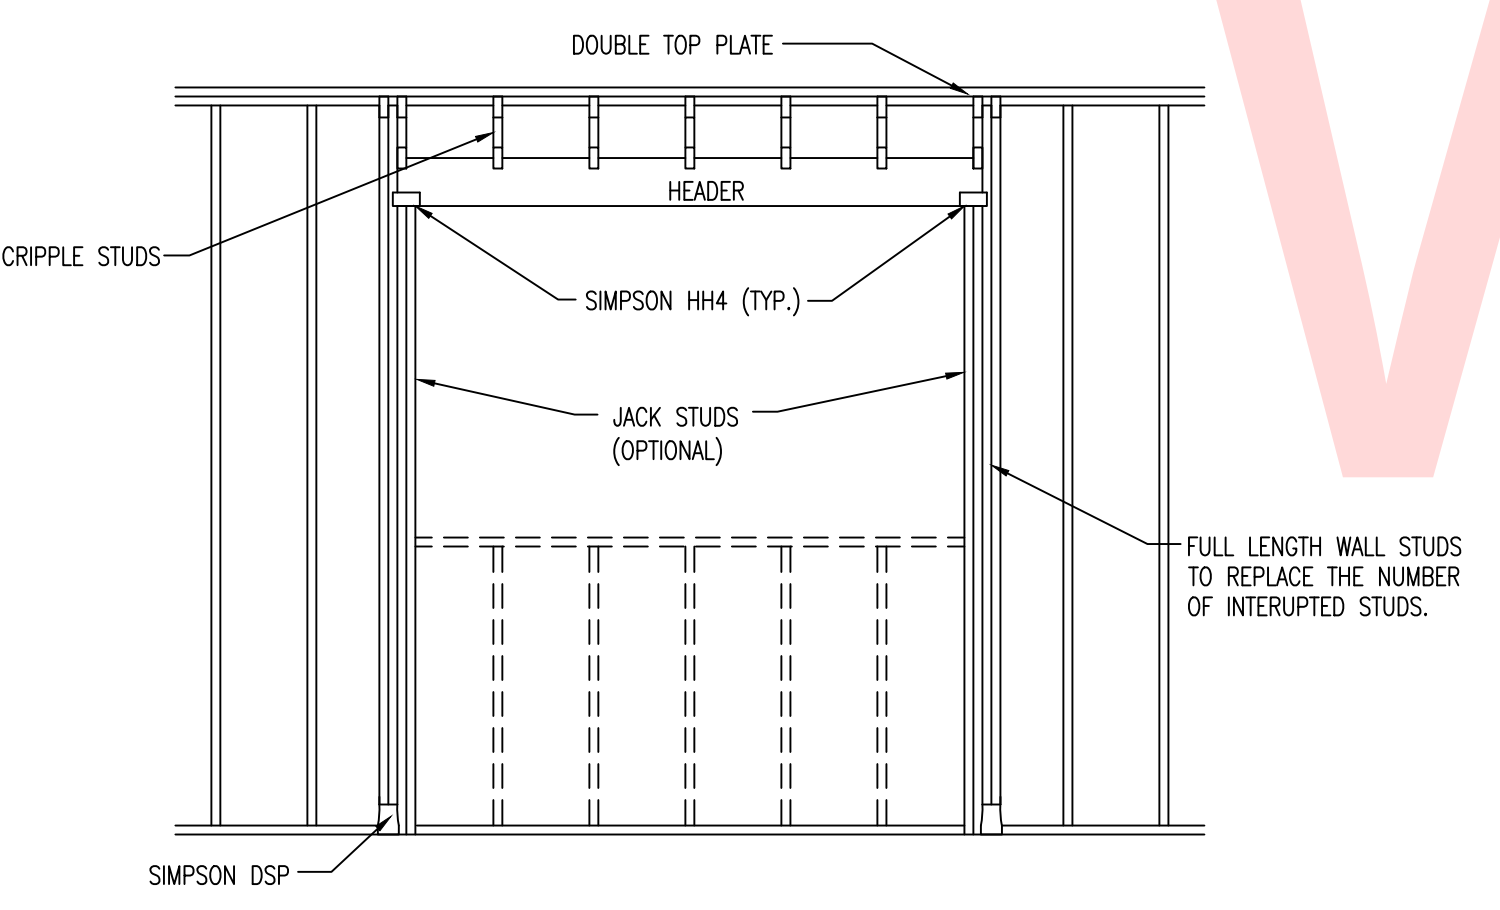 DOUBLE TOP PLATE
HEADER
CRIPPLE STUDS
SIMPSON HH4 (TYP.)
JACK STUDS
(OPTIONAL)
FULL LENGTH WALL STUDS
TO REPLACE THE NUMBER
OF INTERUPTED STUDS.
SIMPSON DSP